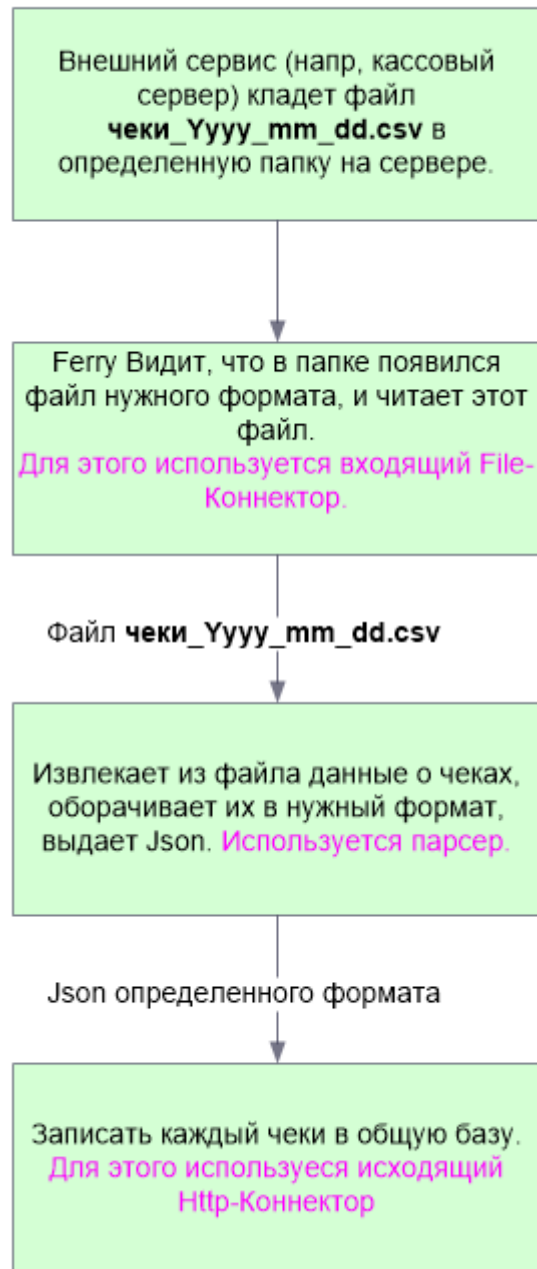 Внешний сервис (напр, кассовый
сервер) кладет файл
чеки_Yyyy_mm_dd.csv в
определенную папку на сервере.
Ferry Видит, что в папке появился
файл нужного формата, и читает этот
файл.
Для этого используется входящий File-
Коннектор.
Файл чеки_Yyyy_mm_dd.csv
Извлекает из файла данные о чеках,
оборачивает их в нужный формат,
выдает Json. Используется парсер.
Json определенного формата
Записать каждый чеки в общую базу.
Для этого используеся исходящий
Http-Коннектор